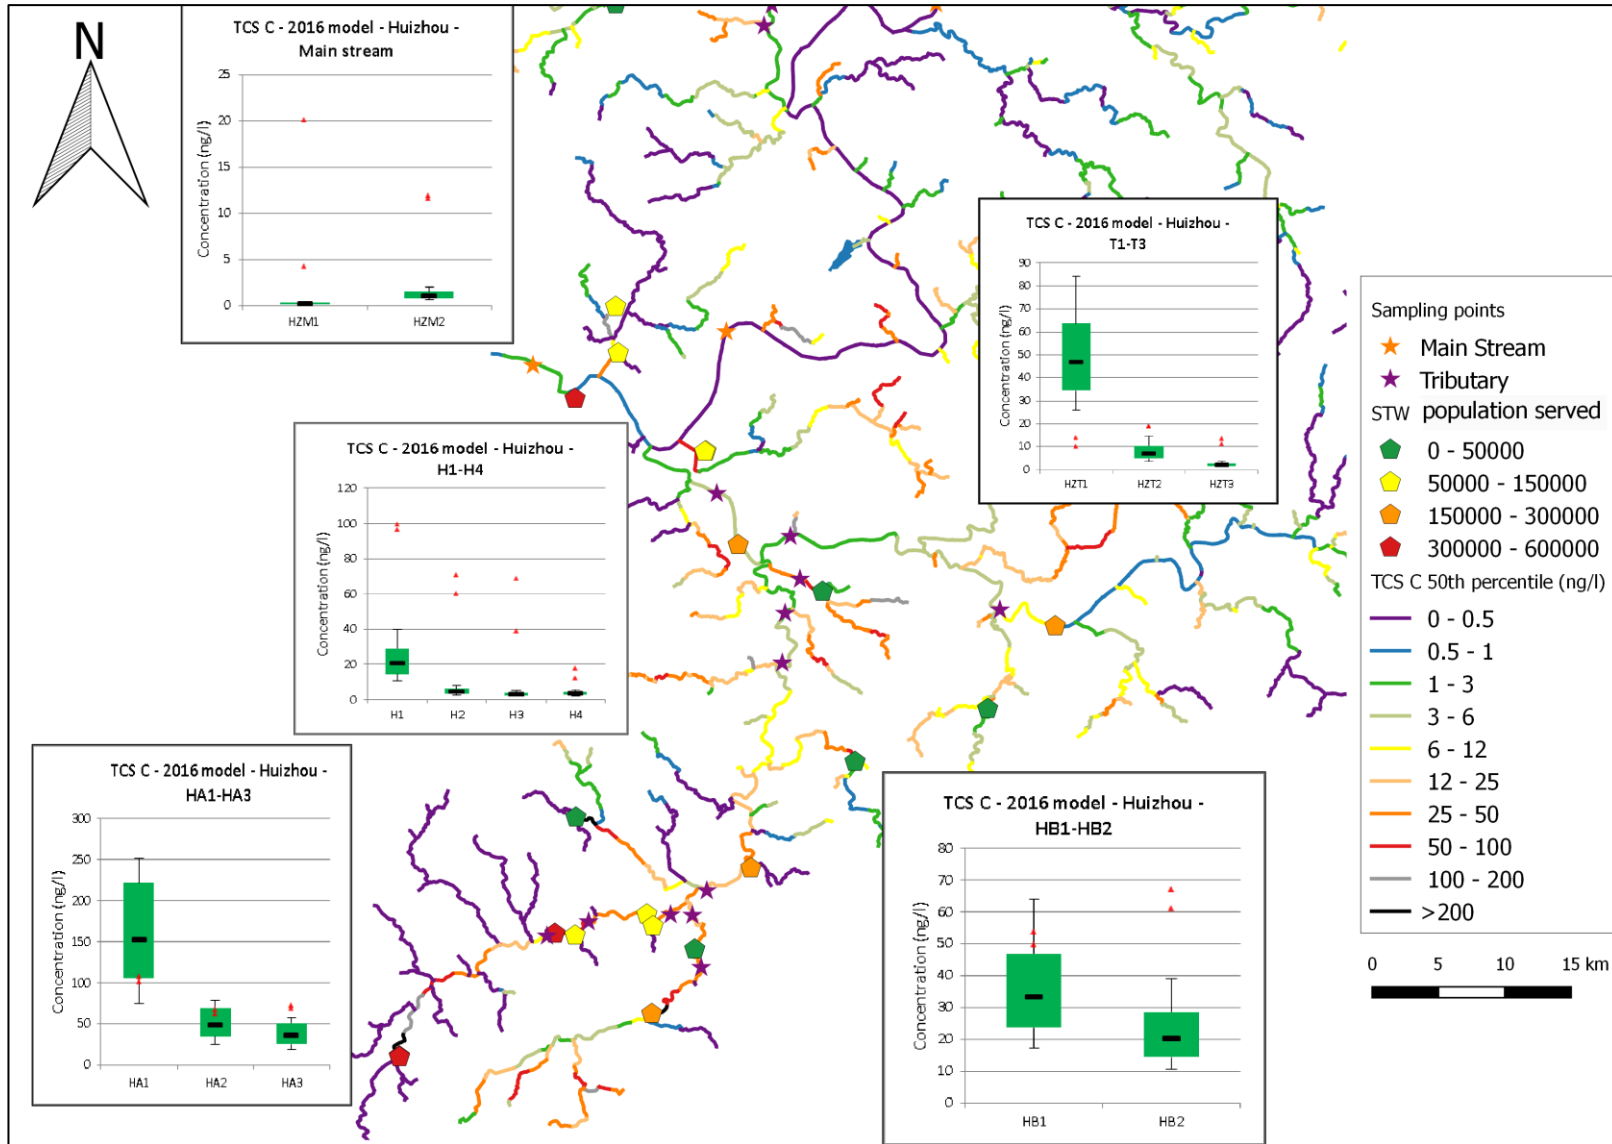 N
TCS C - 2016 model - Huizhou -
Main stream
Concentration (ng/l)
25
20
15
10
5
0
HZM1
HZM2
TCS C - 2016 model - Huizhou -
T1-T3
Concentration (ng/l)
90
80
70
60
50
40
30
20
10
0
HZT1
HZT2
HZT3
TCS C - 2016 model - Huizhou -
H1-H4
Concentration (ng/l)
120
100
80
60
40
20
0
H1
H2
H3
H4
TCS C - 2016 model - Huizhou -
HA1-HA3
Concentration (ng/l)
300
250
200
150
100
50
0
HA1
HA2
HA3
TCS C - 2016 model - Huizhou -
HB1-HB2
Concentration (ng/l)
80
70
60
50
40
30
20
10
0
HB1
HB2
Sampling points
Main Stream
Tributary
STW population served
0 - 50000
50000 - 150000
150000 - 300000
300000 - 600000
TCS C 50th percentile (ng/l)
0 - 0.5
0.5 - 1
1 - 3
3 - 6
6 - 12
12 - 25
25 - 50
50 - 100
100 - 200
>200
0 5 10 15 km